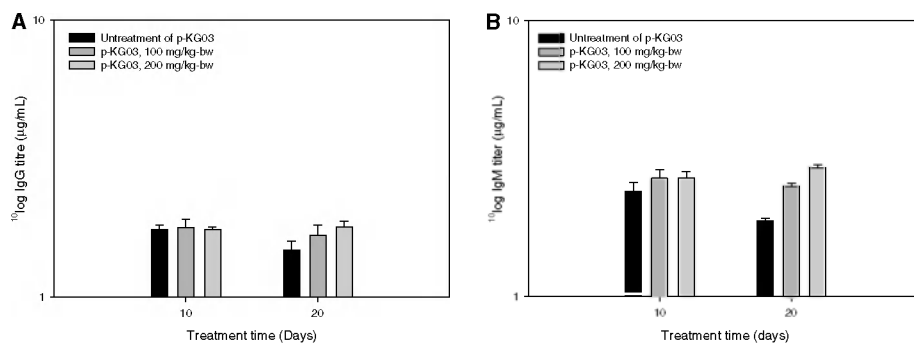 A
10
Untreatment of p-KG03
p-KG03, 100 mg/kg-bw
p-KG03, 200 mg/kg-bw
10log IgG titre (µg/mL)
1
10
20
Treatment time (Days)
B
10
Untreatment of p-KG03
p-KG03, 100 mg/kg-bw
p-KG03, 200 mg/kg-bw
10log IgM titer (µg/mL)
1
10
20
Treatment time (days)